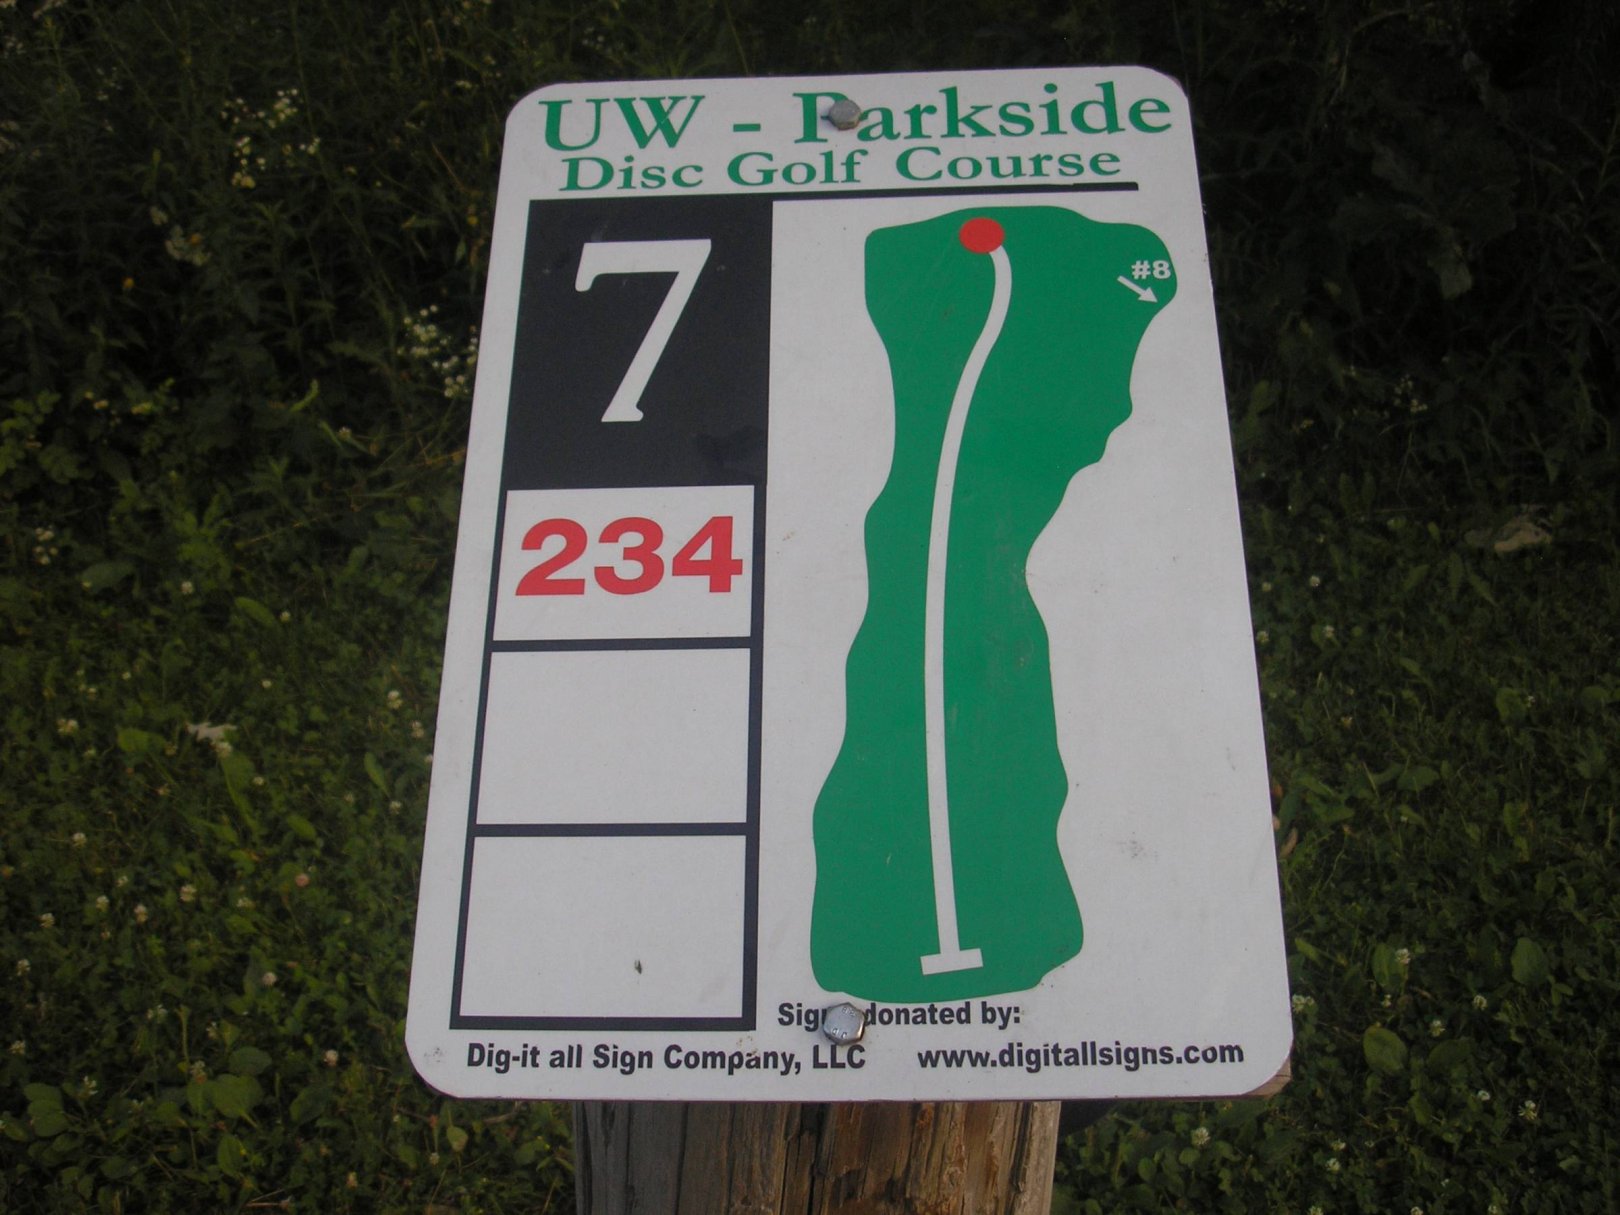 UW - Parkside
Disc Golf Course
7
#8
234
Signs donated by:
Dig-it all Sign Company, LLC www.digitallsigns.com